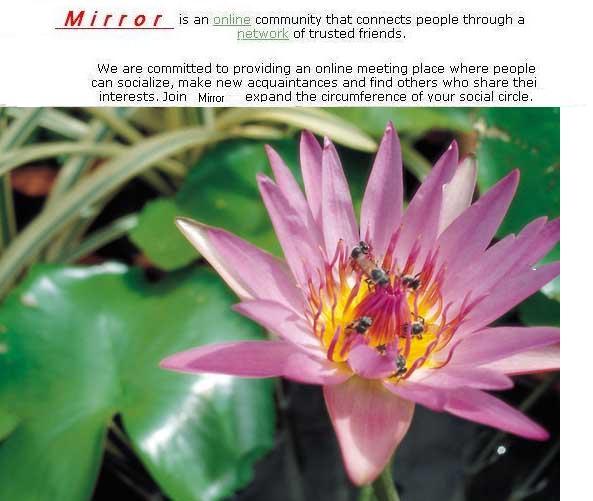 Mirror is an online community that connects people through a
network of trusted friends.
We are committed to providing an online meeting place where people
can socialize, make new acquaintances and find others who share thei
interests. Join Mirror expand the circumference of your social circle.